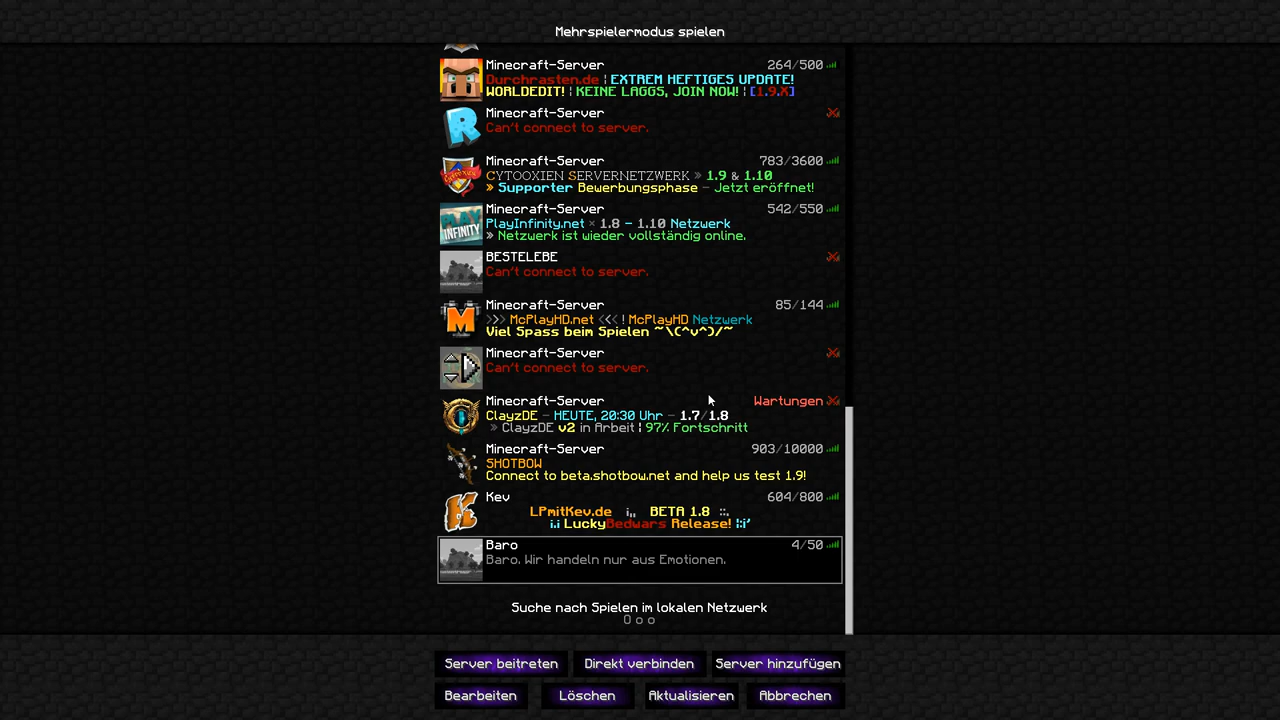 Mehrspielermodus spielen
Minecraft-Server 264/500
Durchrasten.de ¦ EXTREM HEFTIGES UPDATE!
WORLDEDIT! ¦ KEINE LAGGS, JOIN NOW! ¦ [1.9.X]
Minecraft-Server
Can't connect to server.
Minecraft-Server 783/3600
CYTOOXIEN SERVERNETZWERK » 1.9 & 1.10
» Supporter Bewerbungsphase - Jetzt eröffnet!
Minecraft-Server 542/550
PLAY INFINITY
PlayInfinity.net × 1.8 - 1.10 Netzwerk
» Netzwerk ist wieder vollständig online.
BESTELEBE
Can't connect to server.
Minecraft-Server 85/144
>>> McPlayHD.net <<< ! McPlayHD Netzwerk
Viel Spass beim Spielen ~\(^v^)/~
Minecraft-Server
Can't connect to server.
Minecraft-Server Wartungen
ClayzDE - HEUTE, 20:30 Uhr - 1.7/1.8
» ClayzDE v2 in Arbeit ¦ 97% Fortschritt
Minecraft-Server 903/10000
SHOTBOW
Connect to beta.shotbow.net and help us test 1.9!
Kev 604/800
LPmitKev.de BETA 1.8
LuckyBedwars Release!
Baro 4/50
Baro. Wir handeln nur aus Emotionen.
Suche nach Spielen im lokalen Netzwerk
O o o
Server beitreten Direkt verbinden Server hinzufügen
Bearbeiten Löschen Aktualisieren Abbrechen